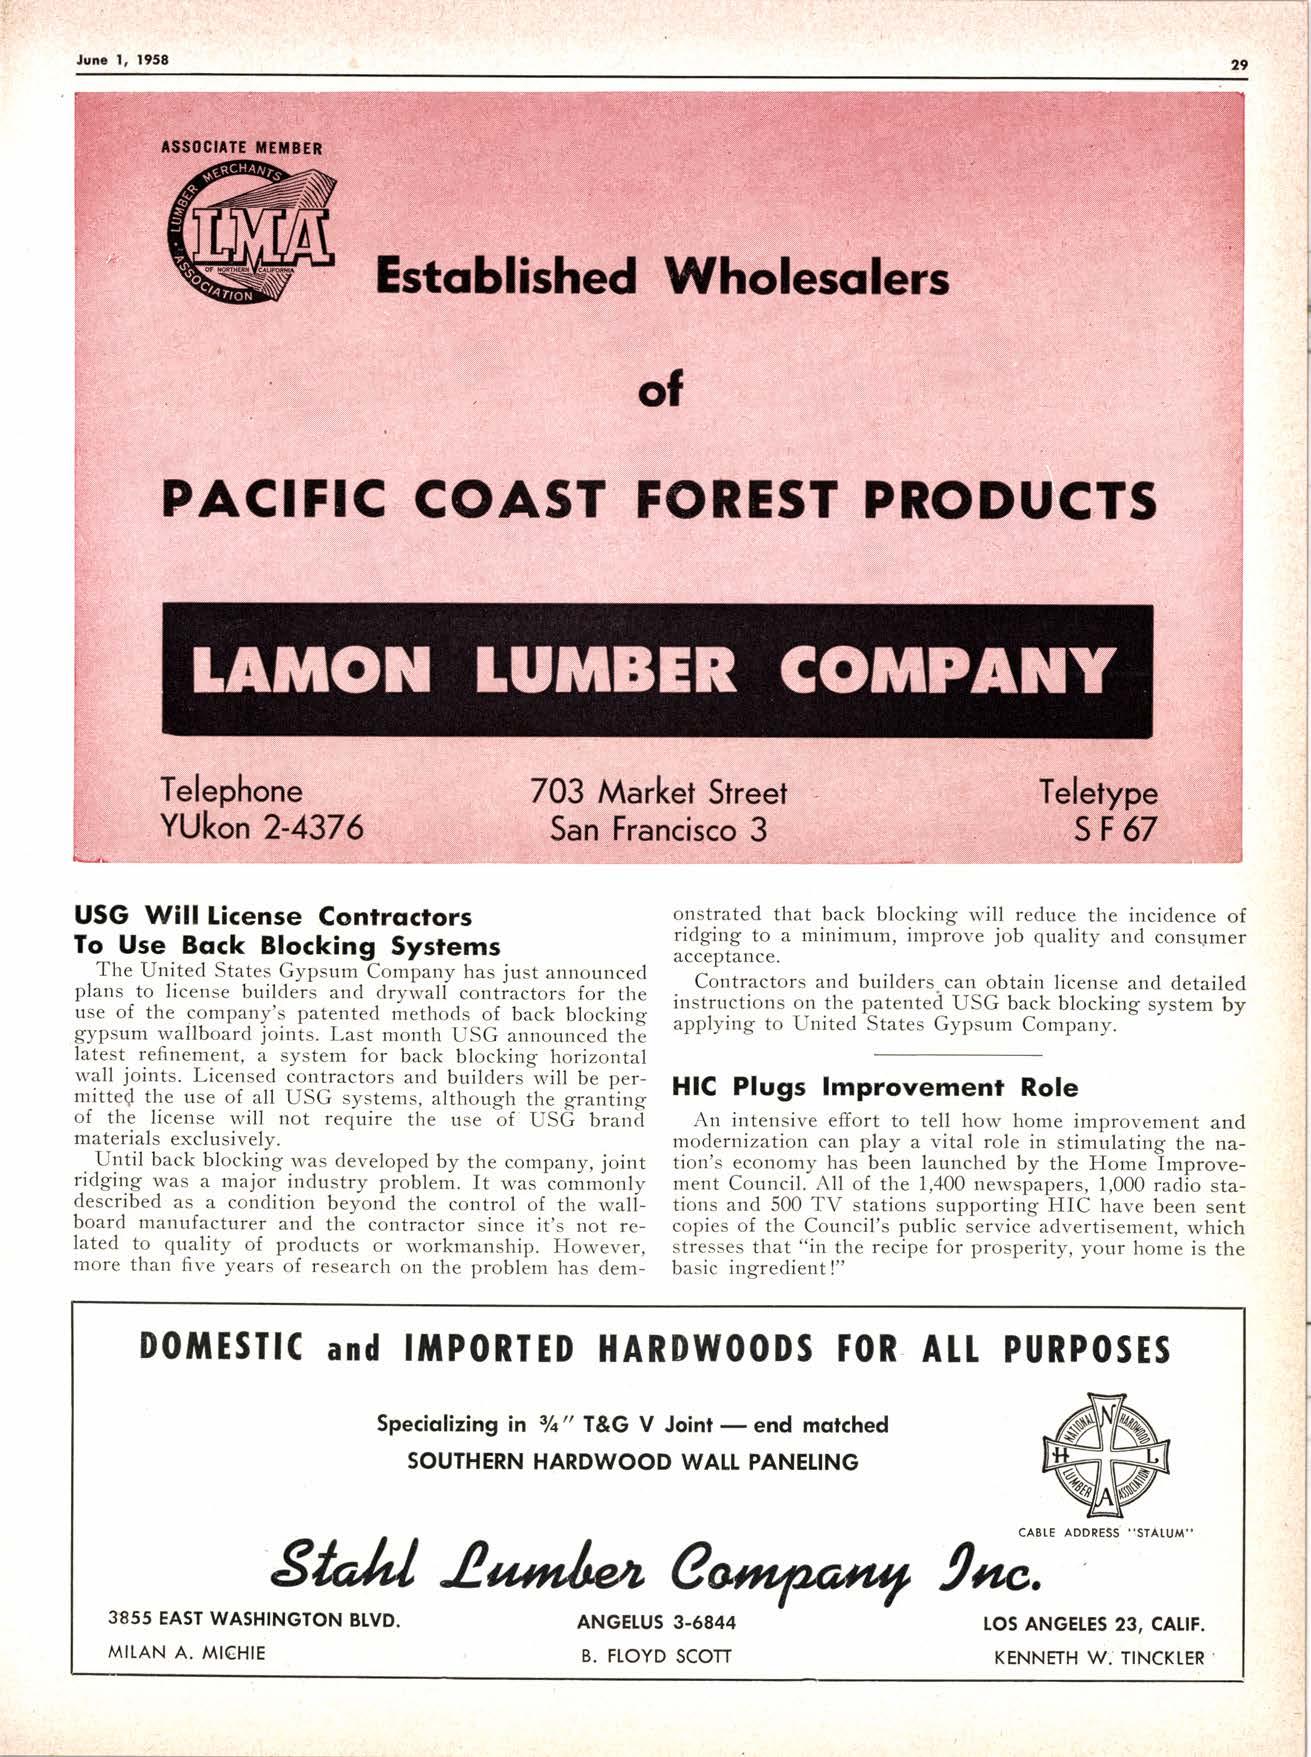 June 1, 1958
29
ASSOCIATE MEMBER
LUMBER MERCHANTS
LMA
OF NORTHERN CALIFORNIA
ASSOCIATION
Established Wholesalers
of
PACIFIC COAST FOREST PRODUCTS
LAMON LUMBER COMPANY
Telephone
YUkon 2-4376
703 Market Street
San Francisco 3
Teletype
S F 67
USG Will License Contractors
To Use Back Blocking Systems
The United States Gypsum Company has just announced
plans to license builders and drywall contractors for the
use of the company's patented methods of back blocking
gypsum wallboard joints. Last month USG announced the
latest refinement, a system for back blocking horizontal
wall joints. Licensed contractors and builders will be per-
mitted the use of all USG systems, although the granting
of the license will not require the use of USG brand
materials exclusively.
Until back blocking was developed by the company, joint
ridging was a major industry problem. It was commonly
described as a condition beyond the control of the wall-
board manufacturer and the contractor since it's not re-
lated to quality of products or workmanship. However,
more than five years of research on the problem has dem-
onstrated that back blocking will reduce the incidence of
ridging to a minimum, improve job quality and consumer
acceptance.
Contractors and builders can obtain license and detailed
instructions on the patented USG back blocking system by
applying to United States Gypsum Company.
HIC Plugs Improvement Role
An intensive effort to tell how home improvement and
modernization can play a vital role in stimulating the na-
tion's economy has been launched by the Home Improve-
ment Council. All of the 1,400 newspapers, 1,000 radio sta-
tions and 500 TV stations supporting HIC have been sent
copies of the Council's public service advertisement, which
stresses that "in the recipe for prosperity, your home is the
basic ingredient!"
DOMESTIC and IMPORTED HARDWOODS FOR ALL PURPOSES
Specializing in ¾" T&G V Joint — end matched
SOUTHERN HARDWOOD WALL PANELING
NATIONAL HARDWOOD
N H L A
LUMBER ASSOCIATION
CABLE ADDRESS "STALUM"
Stahl Lumber Company Inc.
3855 EAST WASHINGTON BLVD.
ANGELUS 3-6844
LOS ANGELES 23, CALIF.
MILAN A. MICHIE
B. FLOYD SCOTT
KENNETH W. TINCKLER